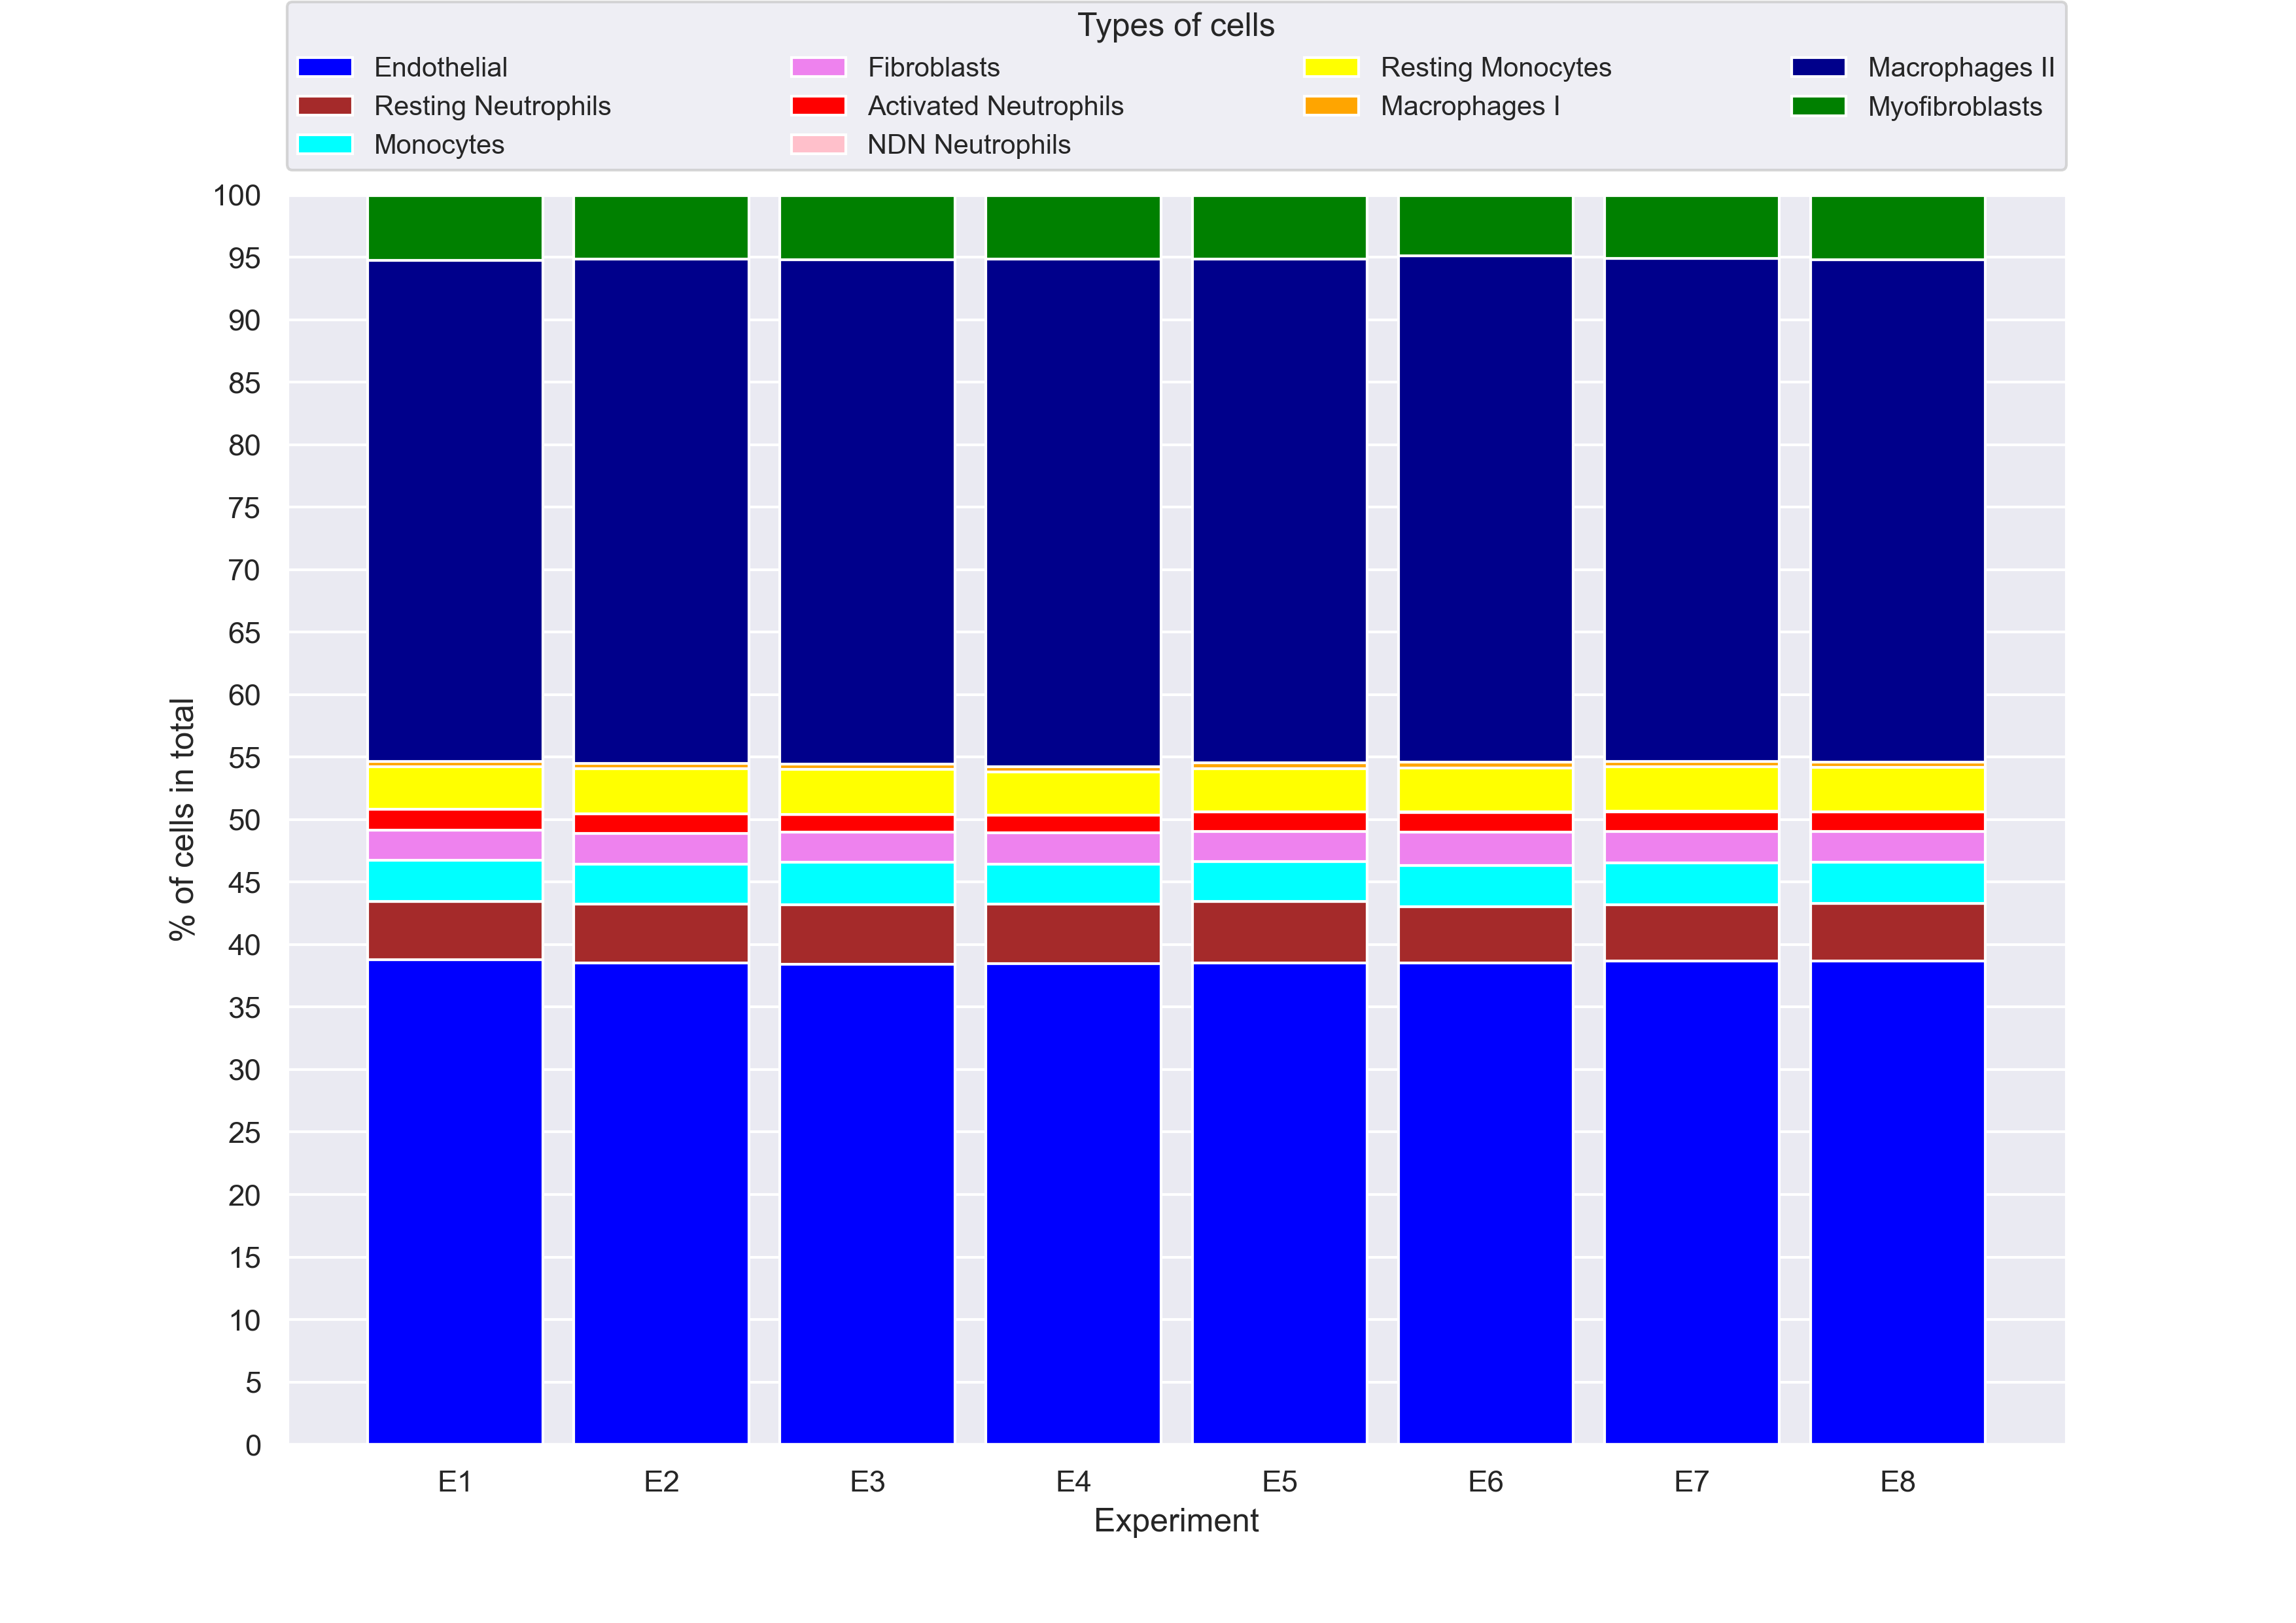 Types of cells
Endothelial
Resting Neutrophils
Monocytes
Fibroblasts
Activated Neutrophils
NDN Neutrophils
Resting Monocytes
Macrophages I
Macrophages II
Myofibroblasts
100
95
90
85
80
75
70
65
60
55
50
45
40
35
30
25
20
15
10
5
0
% of cells in total
E1 E2 E3 E4 E5 E6 E7 E8
Experiment